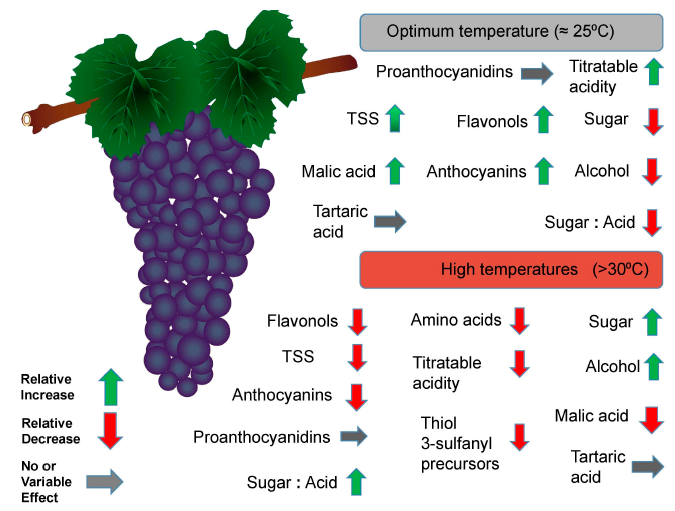 Optimum temperature (≈ 25ºC)
Proanthocyanidins
Titratable
acidity
TSS
Flavonols
Sugar
Malic acid
Anthocyanins
Alcohol
Tartaric
acid
Sugar : Acid
High temperatures (>30ºC)
Flavonols
Amino acids
Sugar
TSS
Titratable
acidity
Alcohol
Anthocyanins
Malic acid
Proanthocyanidins
Thiol
3-sulfanyl
precursors
Tartaric
acid
Sugar : Acid
Relative
Increase
Relative
Decrease
No or
Variable
Effect